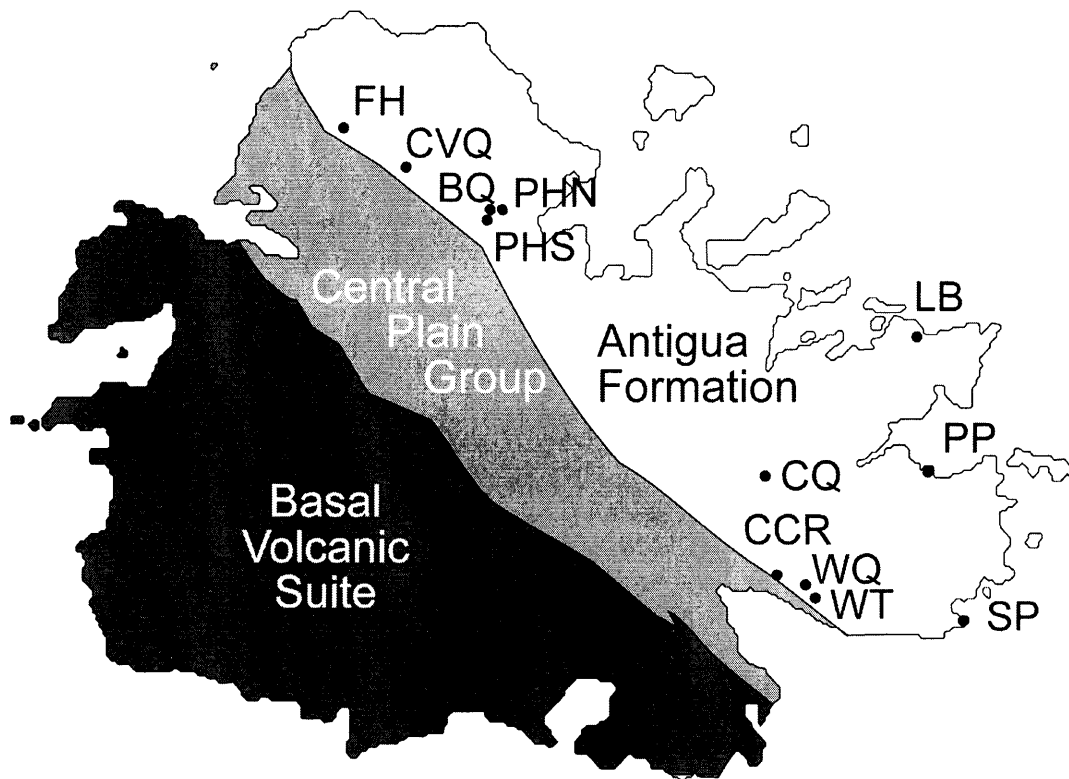 FH
CVQ
BQ PHN
PHS
Central
Plain
Group
Antigua
Formation
LB
PP
CQ
Basal
Volcanic
Suite
CCR
WQ
WT
SP